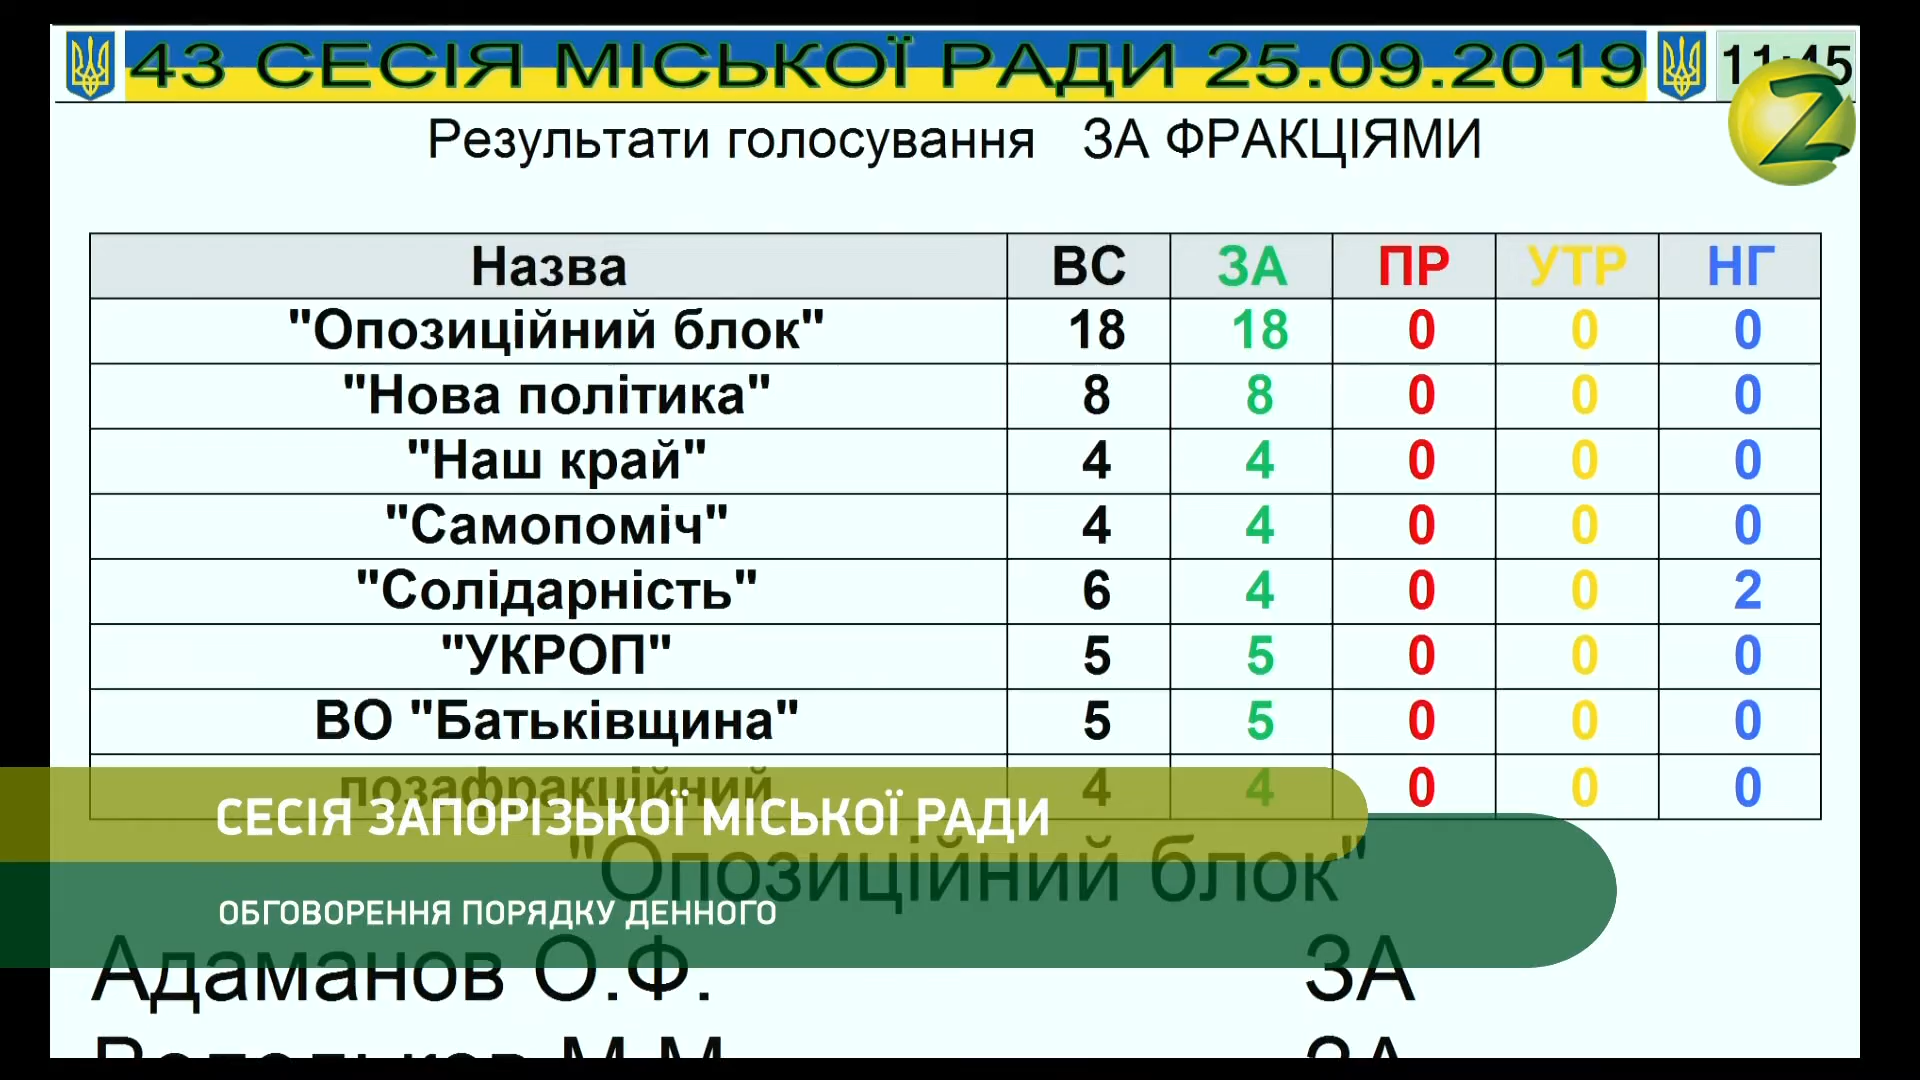 43 СЕСІЯ МІСЬКОЇ РАДИ 25.09.2019 11:45
Результати голосування ЗА ФРАКЦІЯМИ
Назва ВС ЗА ПР УТР НГ
"Опозиційний блок" 18 18 0 0 0
"Нова політика" 8 8 0 0 0
"Наш край" 4 4 0 0 0
"Самопоміч" 4 4 0 0 0
"Солідарність" 6 4 0 0 2
"УКРОП" 5 5 0 0 0
ВО "Батьківщина" 5 5 0 0 0
позафракційний 4 4 0 0 0
СЕСІЯ ЗАПОРІЗЬКОЇ МІСЬКОЇ РАДИ
"Опозиційний блок"
ОБГОВОРЕННЯ ПОРЯДКУ ДЕННОГО
Адаманов О.Ф. ЗА
М.М. ЗА